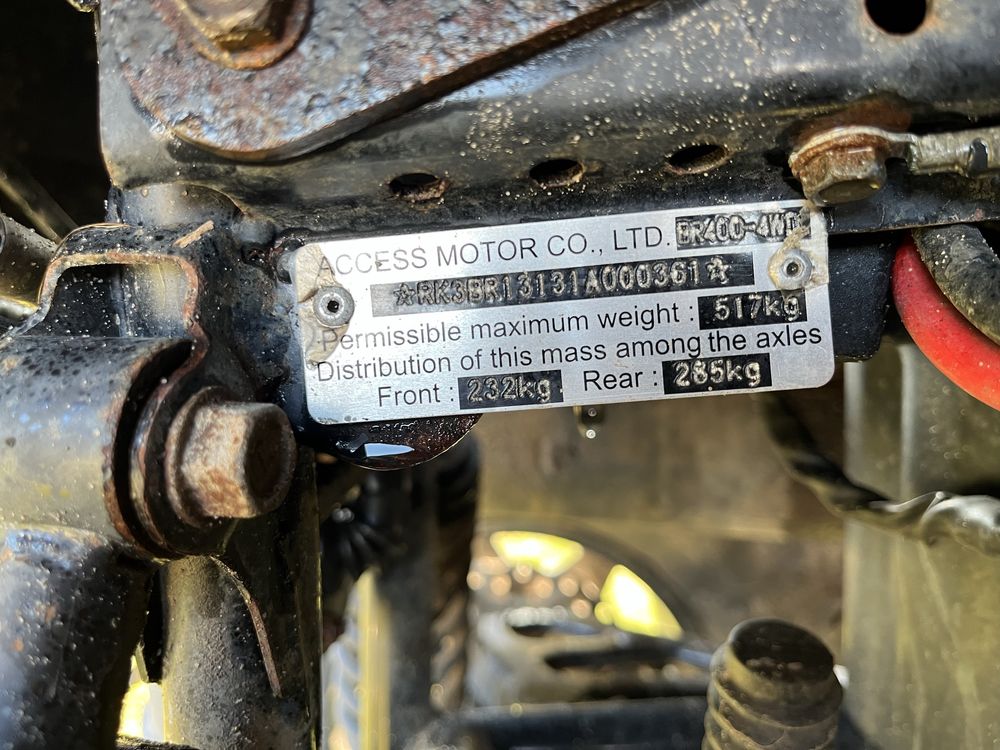 ACCESS MOTOR CO., LTD. BR400-4WD
☆RK3BR13131A000361☆
Permissible maximum weight : 517kg
Distribution of this mass among the axles
Front : 232kg Rear : 285kg